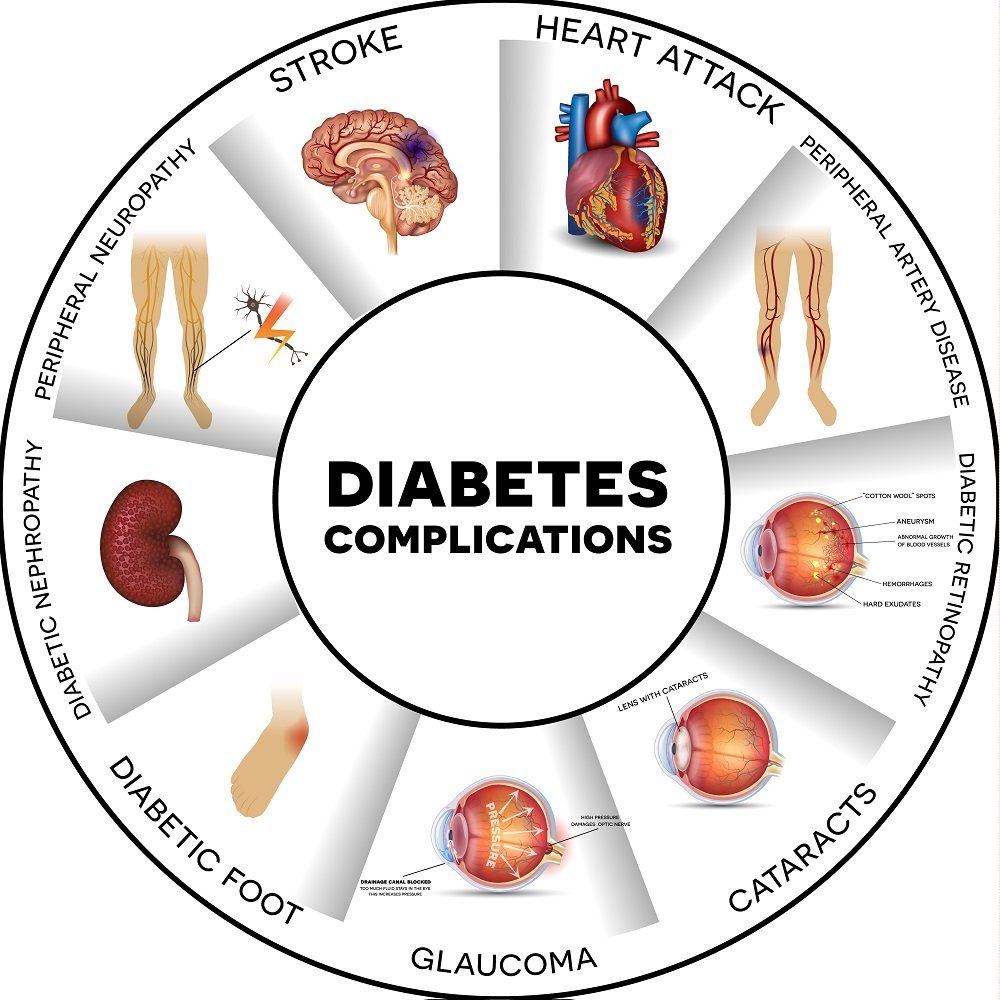 STROKE
HEART ATTACK
PERIPHERAL ARTERY DISEASE
DIABETIC RETINOPATHY
"COTTON WOOL" SPOTS
ANEURYSM
ABNORMAL GROWTH
OF BLOOD VESSELS
HEMORRHAGES
HARD EXUDATES
CATARACTS
LENS WITH CATARACTS
GLAUCOMA
PRESSURE
HIGH PRESSURE
DAMAGES OPTIC NERVE
DRAINAGE CANAL BLOCKED
TOO MUCH FLUID STAYS IN THE EYE
THIS INCREASES PRESSURE
DIABETIC FOOT
DIABETIC NEPHROPATHY
PERIPHERAL NEUROPATHY
DIABETES
COMPLICATIONS